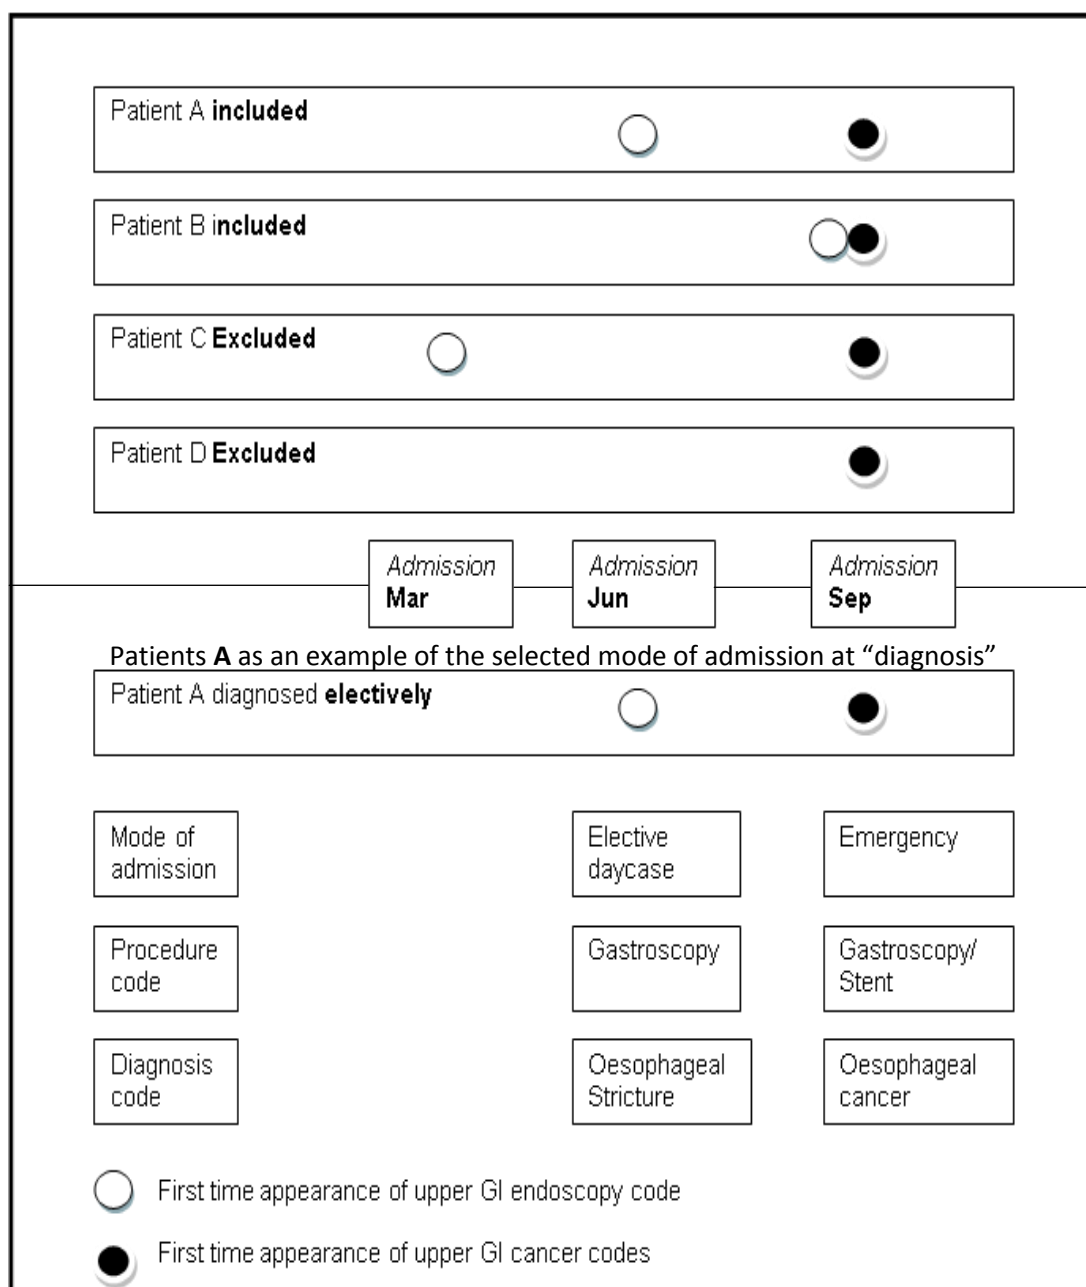 Patient A included
Patient B included
Patient C Excluded
Patient D Excluded
Admission
Mar
Admission
Jun
Admission
Sep
Patients A as an example of the selected mode of admission at “diagnosis”
Patient A diagnosed electively
Mode of
admission
Elective
daycase
Emergency
Procedure
code
Gastroscopy
Gastroscopy/
Stent
Diagnosis
code
Oesophageal
Stricture
Oesophageal
cancer
First time appearance of upper GI endoscopy code
First time appearance of upper GI cancer codes